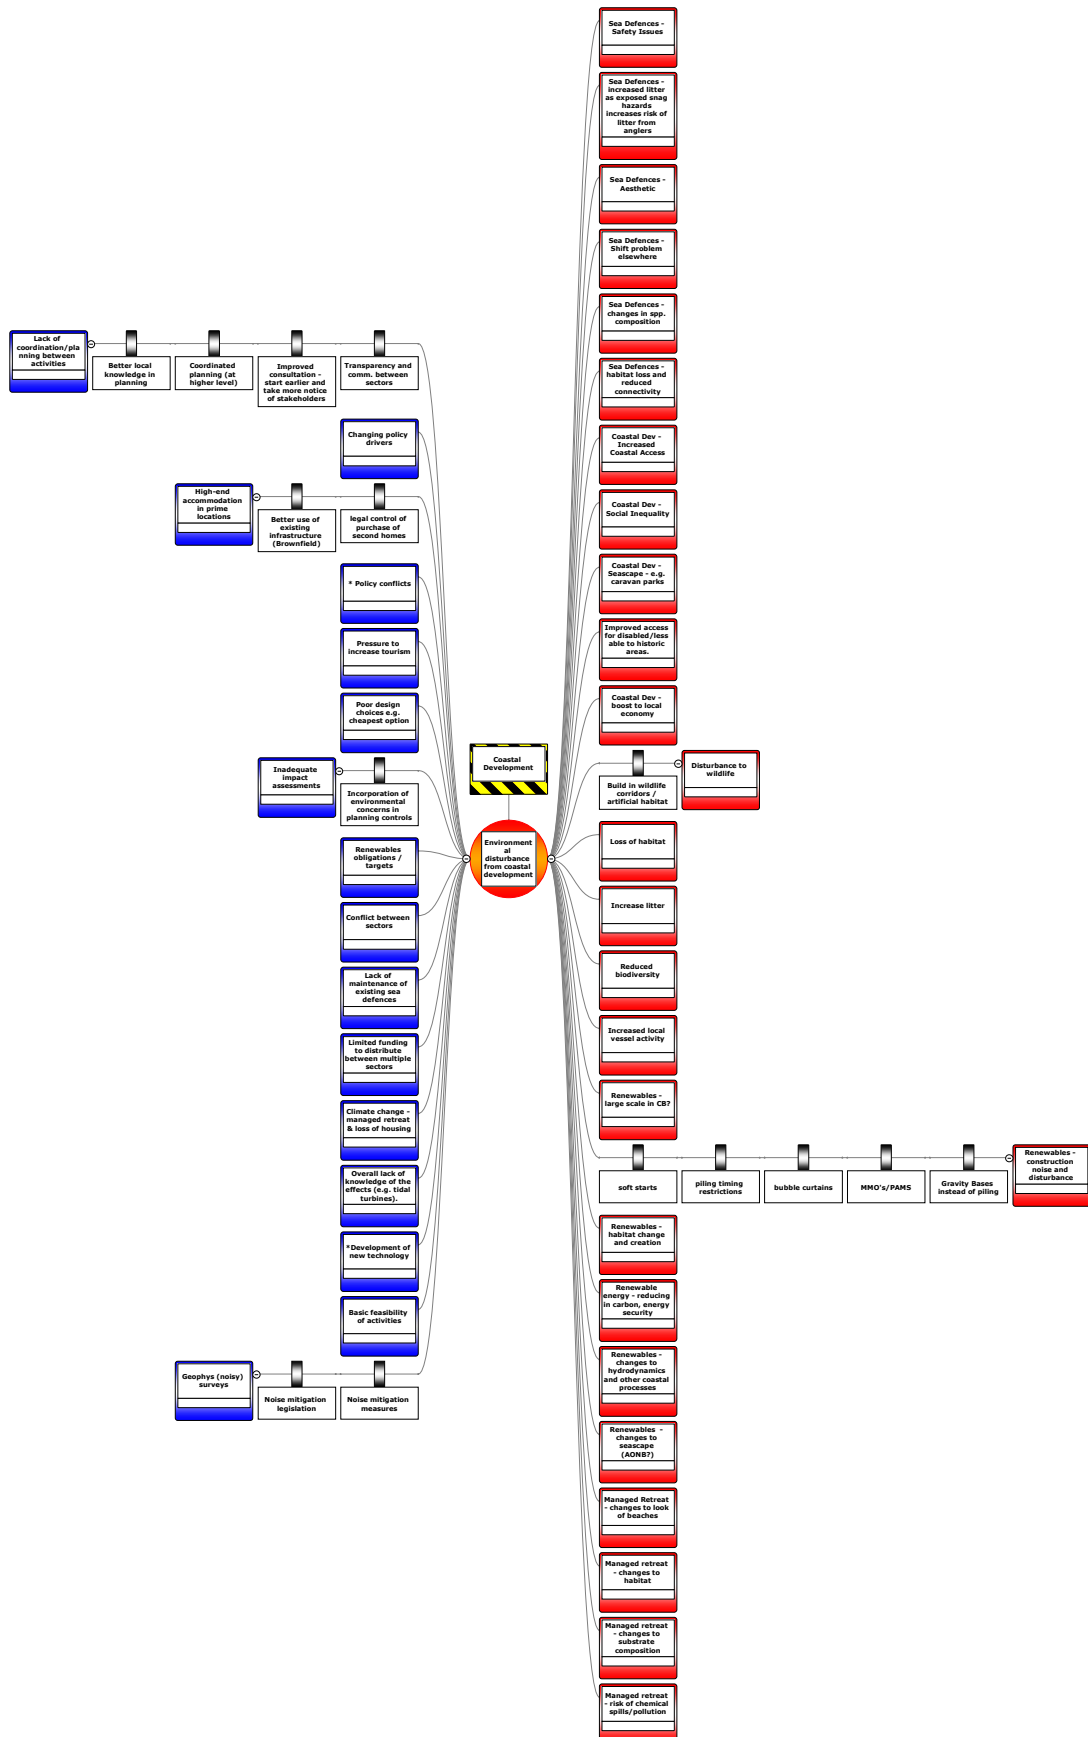 Lack of
coordination/pla
nning between
activities
Better local
knowledge in
planning
Coordinated
planning (at
higher level)
Improved
consultation -
start earlier and
take more notice
of stakeholders
Transparency and
comm. between
sectors
Changing policy
drivers
High-end
accommodation
in prime
locations
Better use of
existing
infrastructure
(Brownfield)
legal control of
purchase of
second homes
* Policy conflicts
Pressure to
increase tourism
Poor design
choices e.g.
cheapest option
Inadequate
impact
assessments
Incorporation of
environmental
concerns in
planning controls
Renewables
obligations /
targets
Conflict between
sectors
Lack of
maintenance of
existing sea
defences
Limited funding
to distribute
between multiple
sectors
Climate change -
managed retreat
& loss of housing
Overall lack of
knowledge of the
effects (e.g. tidal
turbines).
*Development of
new technology
Basic feasibility
of activities
Geophys (noisy)
surveys
Noise mitigation
legislation
Noise mitigation
measures
Coastal
Development
Environment
al
disturbance
from coastal
development
Sea Defences -
Safety Issues
Sea Defences -
increased litter
as exposed snag
hazards
increases risk of
litter from
anglers
Sea Defences -
Aesthetic
Sea Defences -
Shift problem
elsewhere
Sea Defences -
changes in spp.
composition
Sea Defences -
habitat loss and
reduced
connectivity
Coastal Dev -
Increased
Coastal Access
Coastal Dev -
Social Inequality
Coastal Dev -
Seascape - e.g.
caravan parks
Improved access
for disabled/less
able to historic
areas.
Coastal Dev -
boost to local
economy
Build in wildlife
corridors /
artificial habitat
Disturbance to
wildlife
Loss of habitat
Increase litter
Reduced
biodiversity
Increased local
vessel activity
Renewables -
large scale in CB?
soft starts
piling timing
restrictions
bubble curtains
MMO's/PAMS
Gravity Bases
instead of piling
Renewables -
construction
noise and
disturbance
Renewables -
habitat change
and creation
Renewable
energy - reducing
in carbon, energy
security
Renewables -
changes to
hydrodynamics
and other coastal
processes
Renewables -
changes to
seascape
(AONB?)
Managed Retreat
- changes to look
of beaches
Managed retreat
- changes to
habitat
Managed retreat
- changes to
substrate
composition
Managed retreat
- risk of chemical
spills/pollution